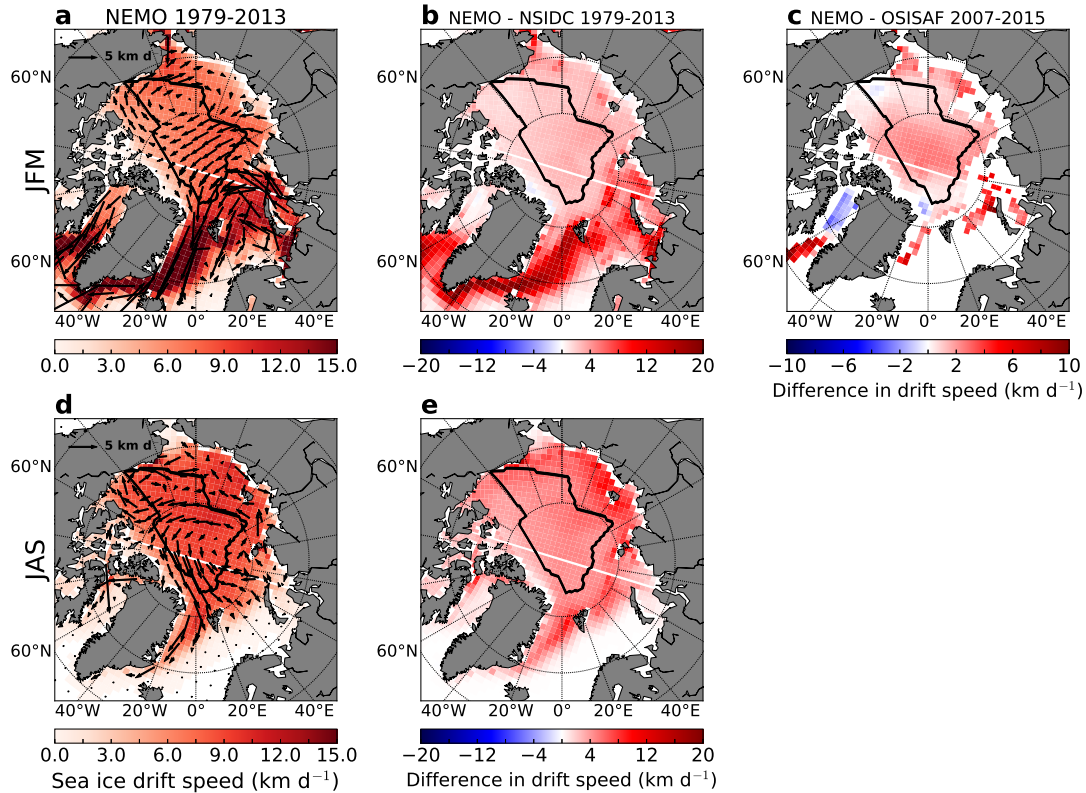 a NEMO 1979-2013
b NEMO - NSIDC 1979-2013
c NEMO - OSISAF 2007-2015
JFM
5 km d
60°N
60°N
60°N
60°N
60°N
60°N
40°W 20°W 0° 20°E 40°E
40°W 20°W 0° 20°E 40°E
40°W 20°W 0° 20°E 40°E
0.0 3.0 6.0 9.0 12.0 15.0
−20 −12 −4 4 12 20
−10 −6 −2 2 6 10
Difference in drift speed (km d⁻¹)
d
e
JAS
5 km d
60°N
60°N
60°N
60°N
40°W 20°W 0° 20°E 40°E
40°W 20°W 0° 20°E 40°E
0.0 3.0 6.0 9.0 12.0 15.0
−20 −12 −4 4 12 20
Sea ice drift speed (km d⁻¹)
Difference in drift speed (km d⁻¹)